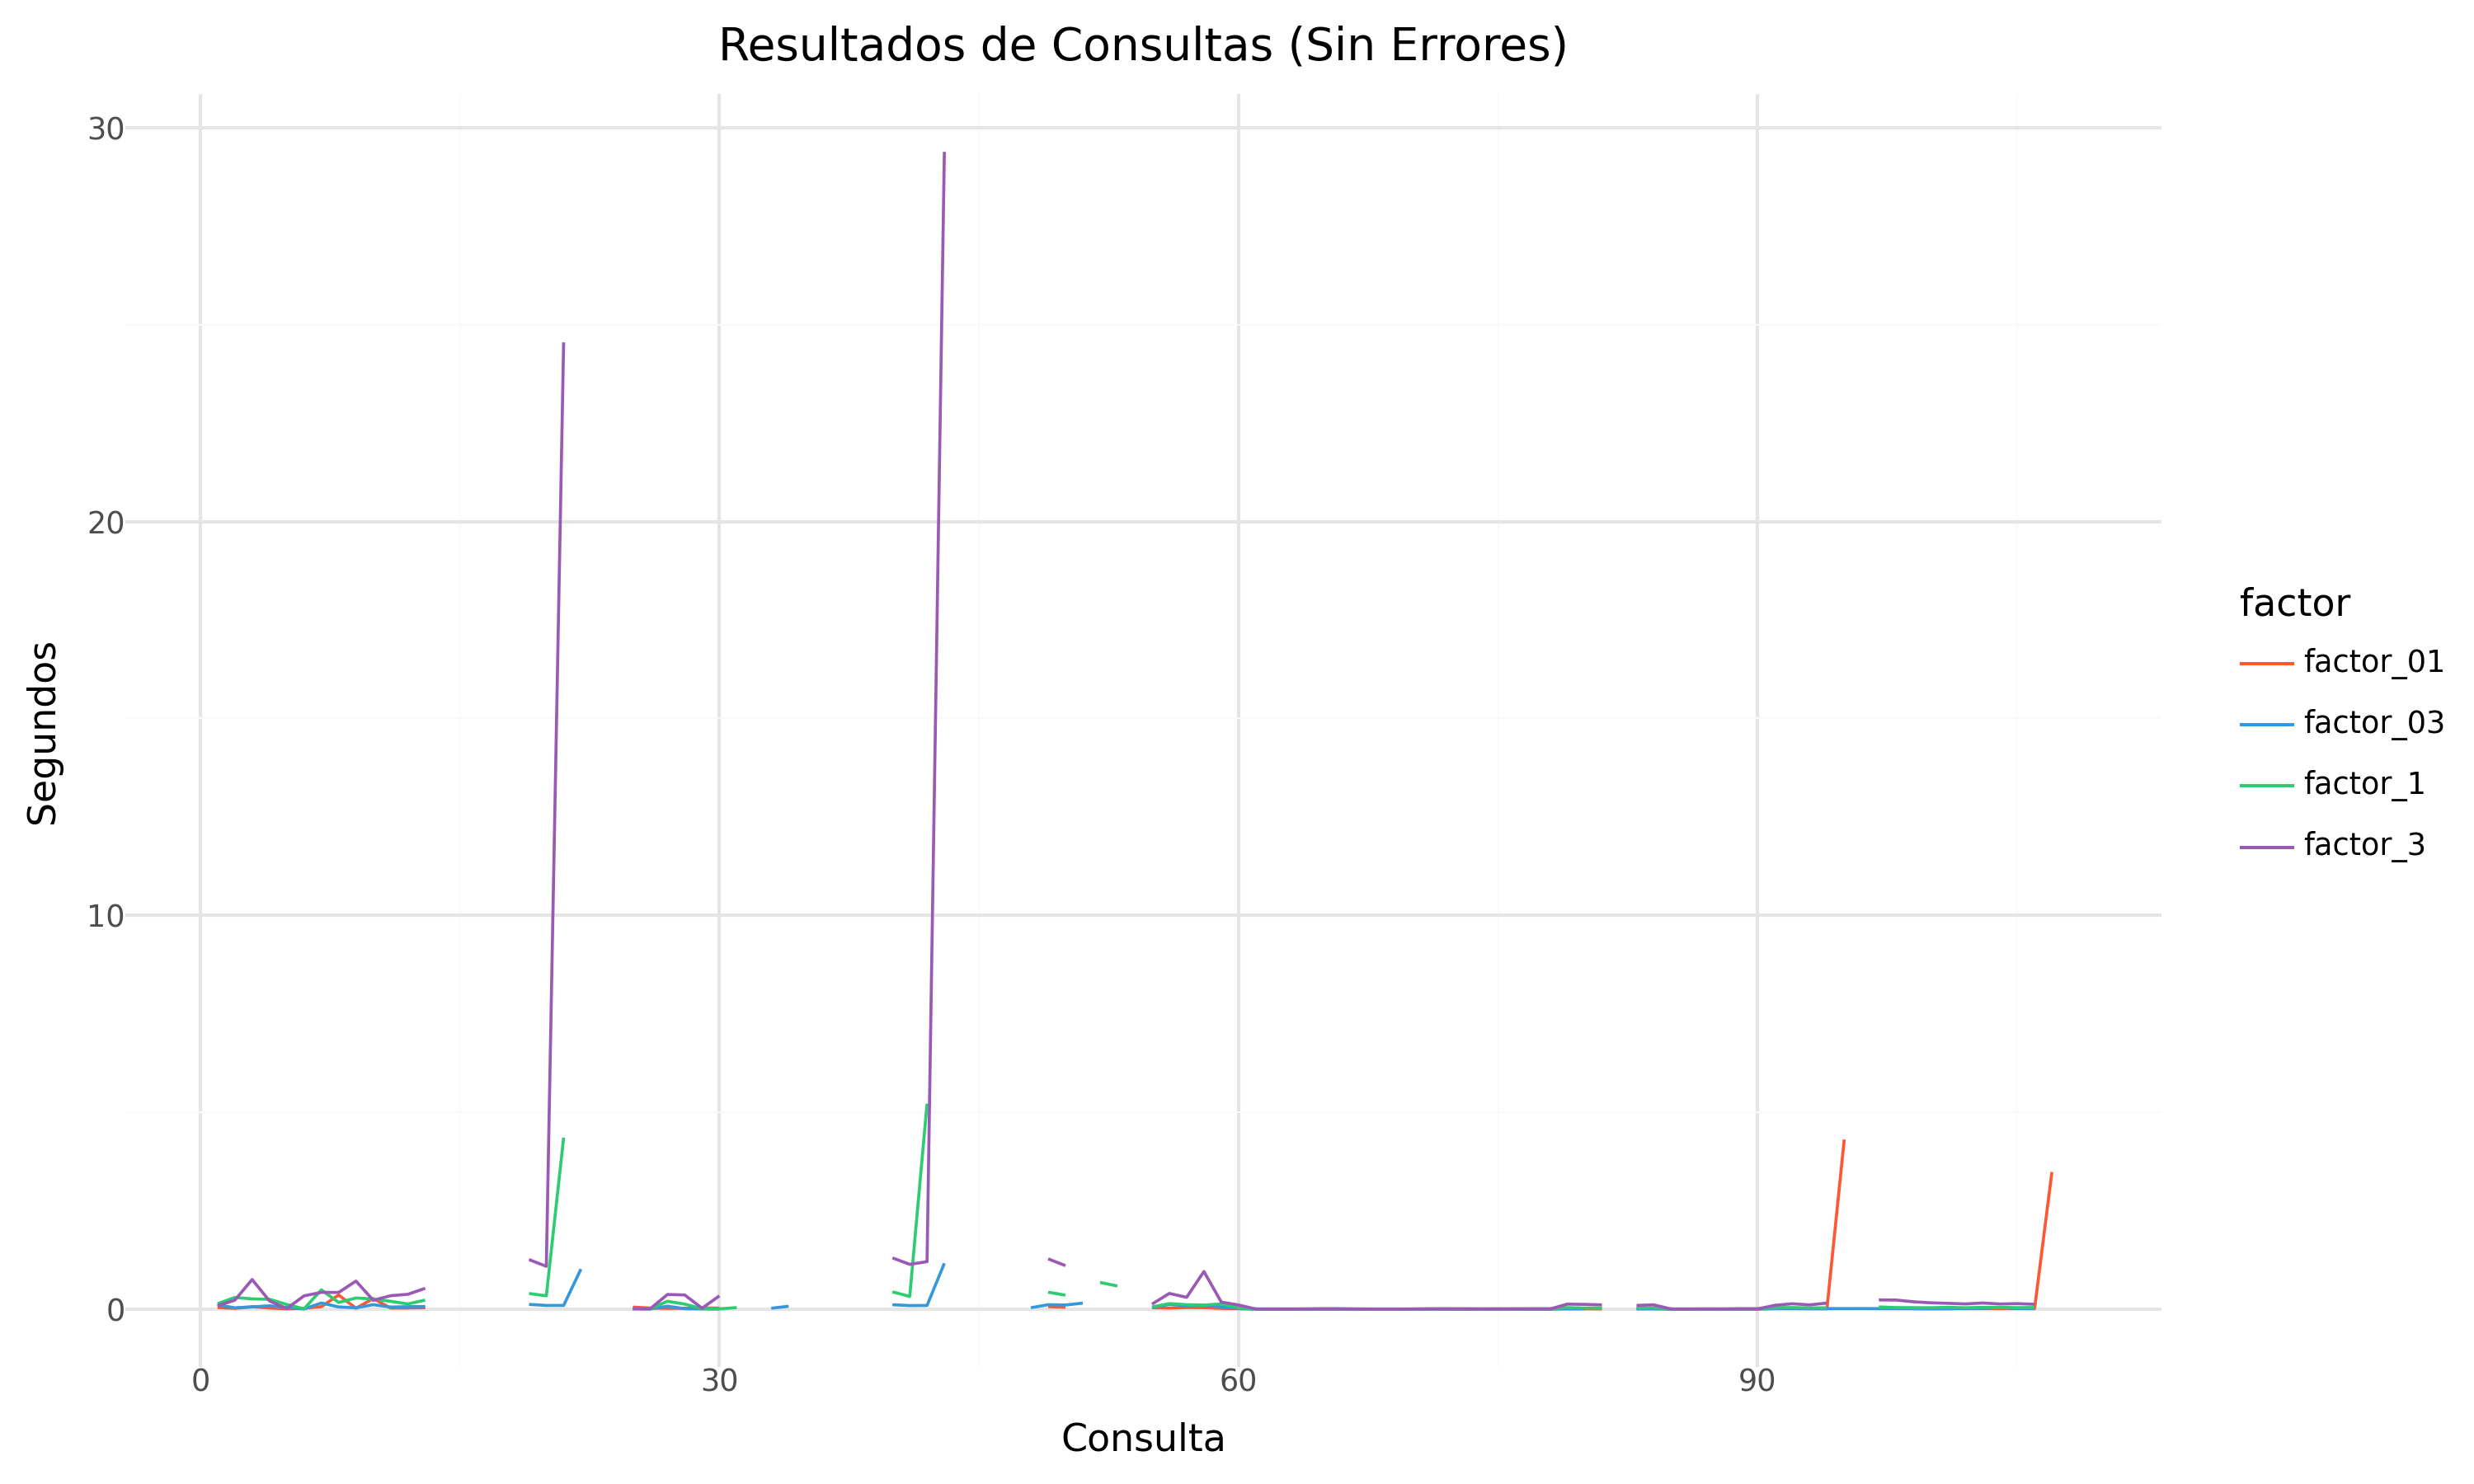 Resultados de Consultas (Sin Errores)
30
20
10
0
Segundos
0
30
60
90
Consulta
factor
factor_01
factor_03
factor_1
factor_3